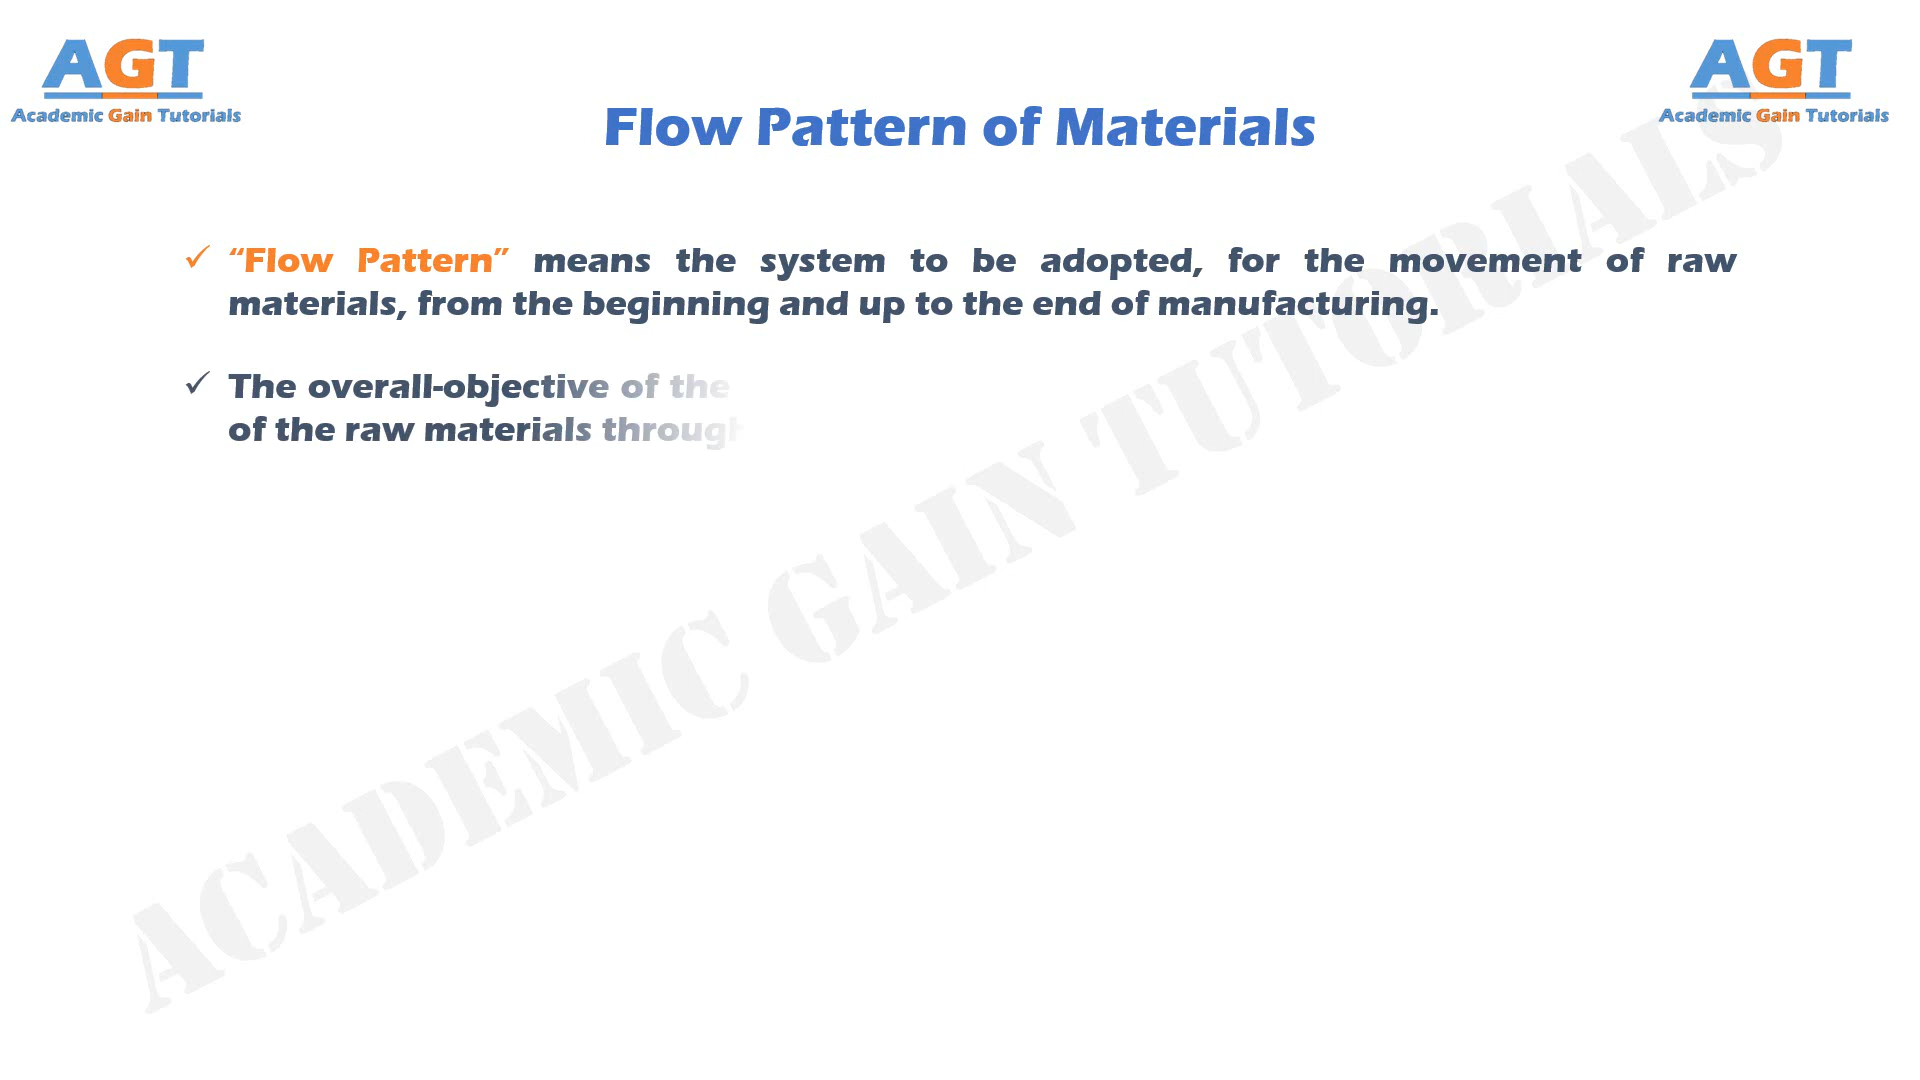 AGT
Academic Gain Tutorials
AGT
Academic Gain Tutorials
Flow Pattern of Materials
“Flow Pattern” means the system to be adopted, for the movement of raw
materials, from the beginning and up to the end of manufacturing.
The overall-objective of the
of the raw materials through
ACADEMIC GAIN TUTORIALS